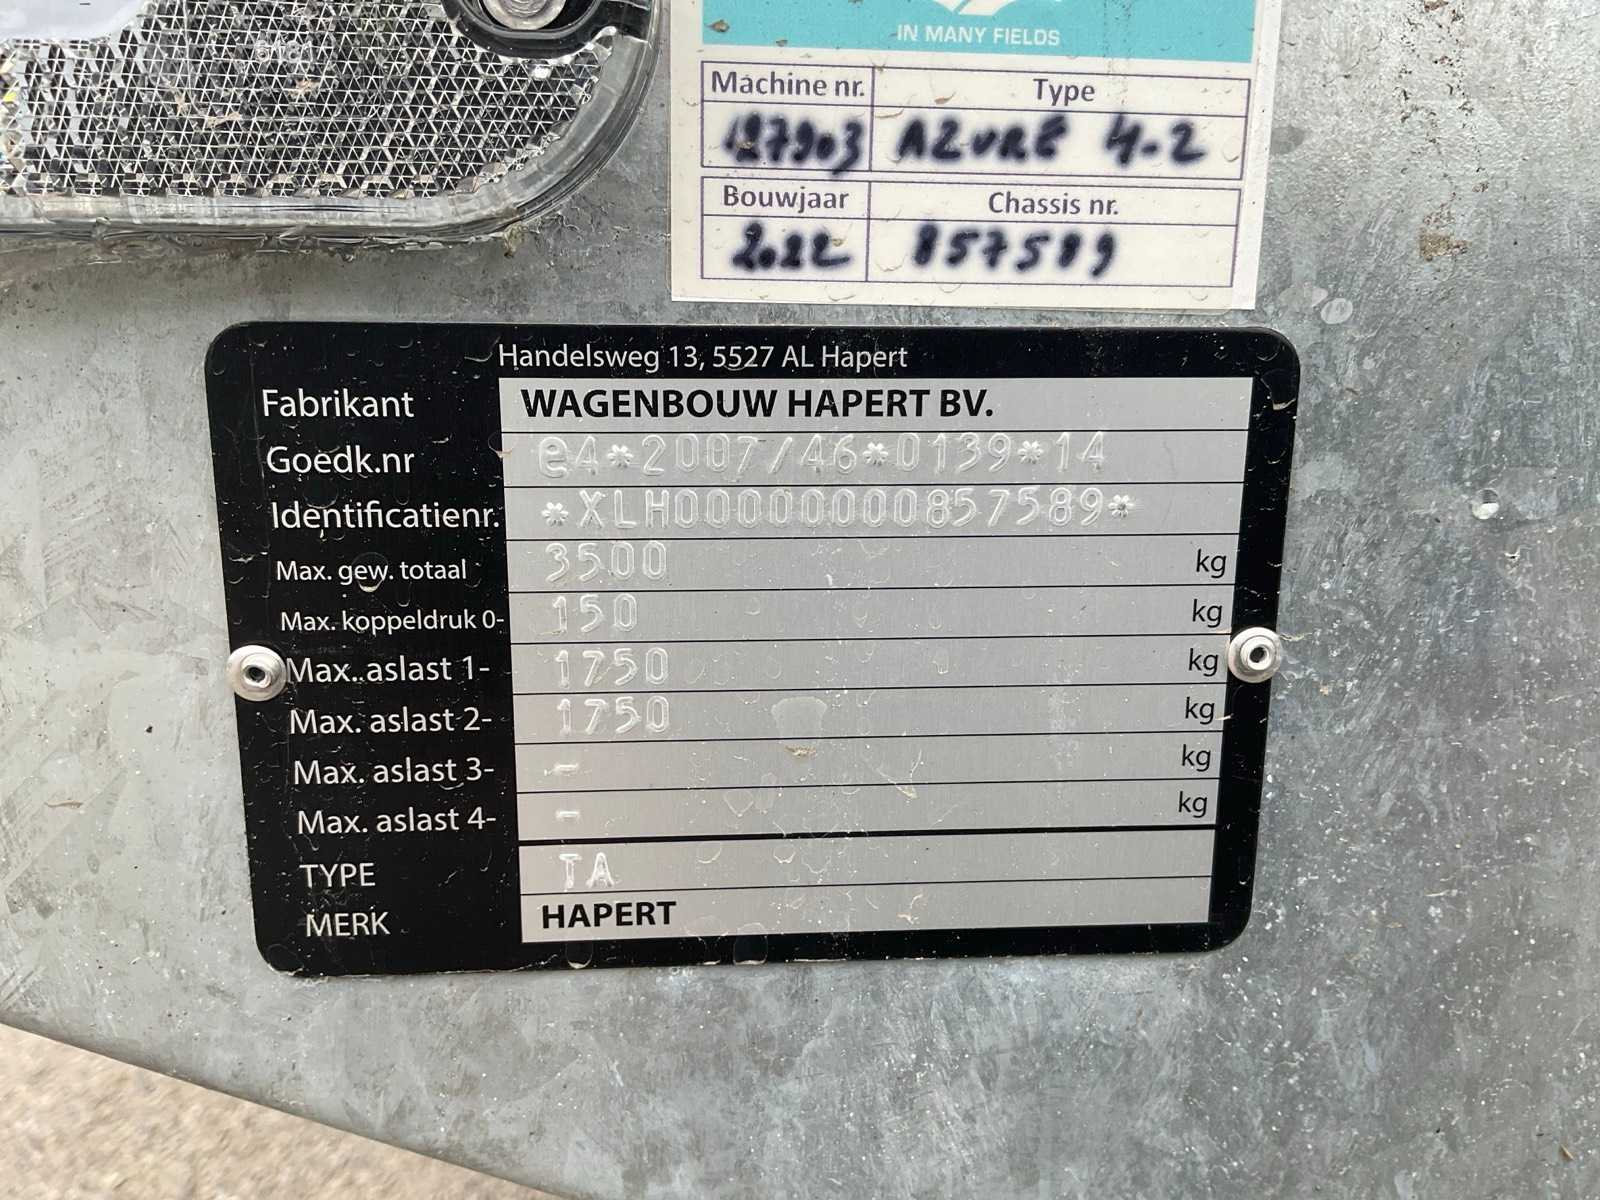 IN MANY FIELDS
Machine nr. Type
127903 AZURE 4-2
Bouwjaar Chassis nr.
2022 857589
Handelsweg 13, 5527 AL Hapert
Fabrikant WAGENBOUW HAPERT BV.
Goedk.nr e4*2007/46*0139*14
Identificatienr. *XLH00000000857589*
Max. gew. totaal 3500 kg
Max. koppeldruk 0- 150 kg
Max. aslast 1- 1750 kg
Max. aslast 2- 1750 kg
Max. aslast 3- - kg
Max. aslast 4- - kg
TYPE TA
MERK HAPERT